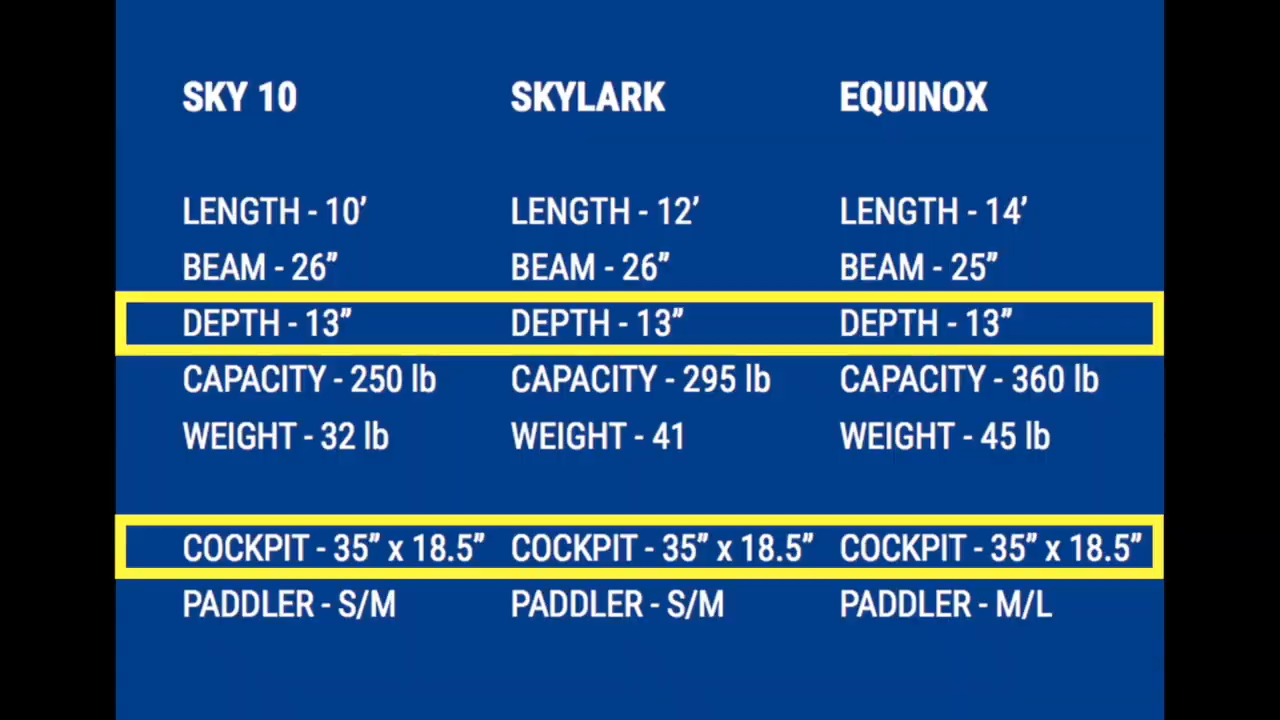 SKY 10 SKYLARK EQUINOX
LENGTH - 10’ LENGTH - 12’ LENGTH - 14’
BEAM - 26” BEAM - 26” BEAM - 25”
DEPTH - 13” DEPTH - 13” DEPTH - 13”
CAPACITY - 250 lb CAPACITY - 295 lb CAPACITY - 360 lb
WEIGHT - 32 lb WEIGHT - 41 WEIGHT - 45 lb
COCKPIT - 35” x 18.5” COCKPIT - 35” x 18.5” COCKPIT - 35” x 18.5”
PADDLER - S/M PADDLER - S/M PADDLER - M/L